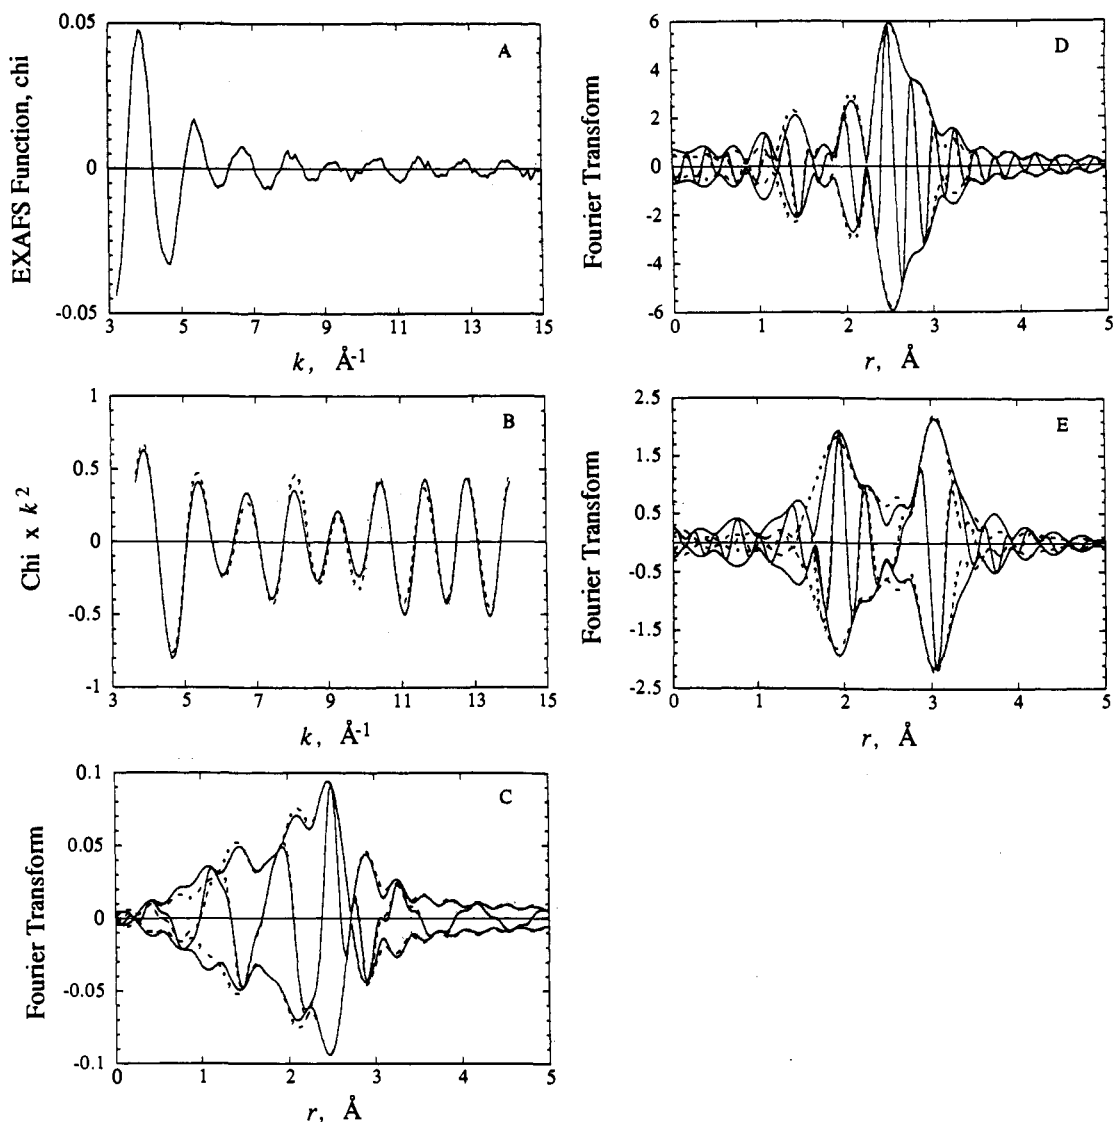 0.05
0
-0.05
EXAFS Function, chi
A
3 5 7 9 11 13 15
k, Å-1
1
0.5
0
-0.5
-1
Chi x k2
B
3 5 7 9 11 13 15
k, Å-1
0.1
0.05
0
-0.05
-0.1
Fourier Transform
C
0 1 2 3 4 5
r, Å
6
4
2
0
-2
-4
-6
Fourier Transform
D
0 1 2 3 4 5
r, Å
2.5
1.5
0.5
-0.5
-1.5
-2.5
Fourier Transform
E
0 1 2 3 4 5
r, Å